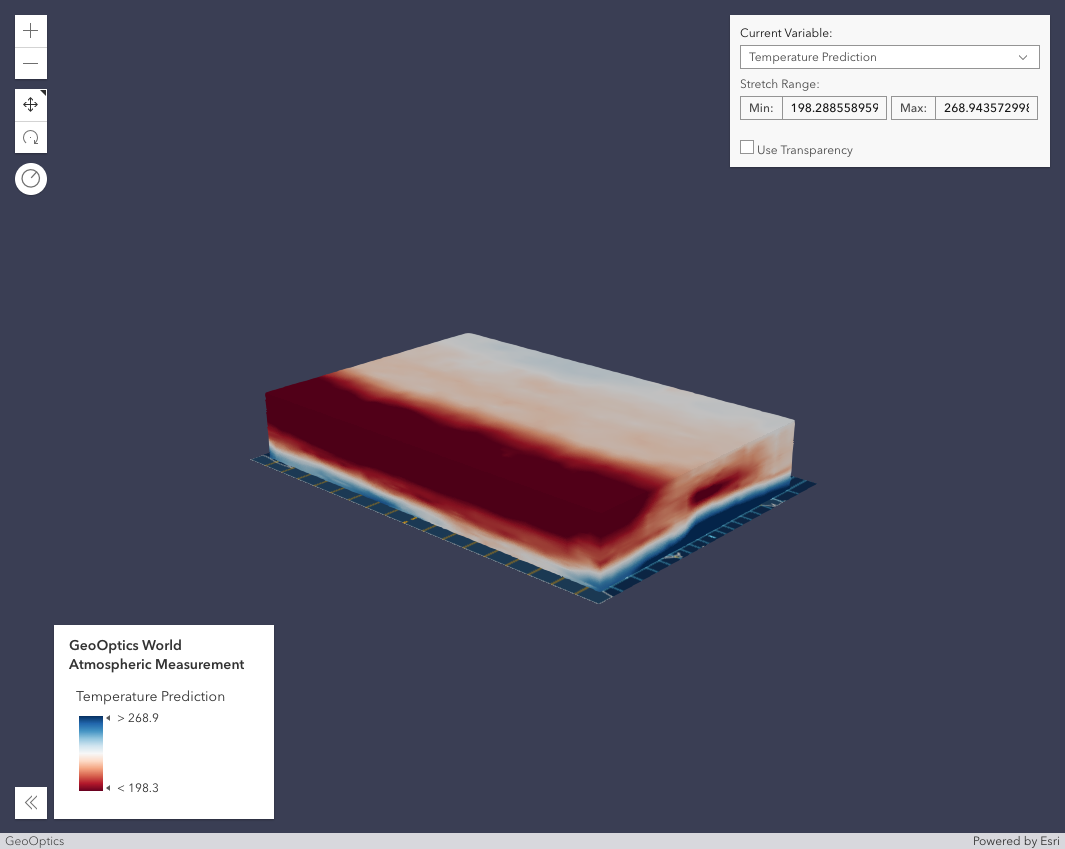 Current Variable:
Temperature Prediction
Stretch Range:
Min: 198.288558959
Max: 268.94357299
Use Transparency
GeoOptics World
Atmospheric Measurement
Temperature Prediction
> 268.9
< 198.3
GeoOptics
Powered by Esri